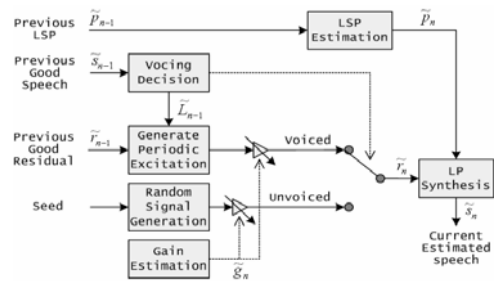 Previous
LSP
p̃ₙ₋₁
LSP
Estimation
p̃ₙ
Previous
Good
Speech
s̃ₙ₋₁
Vocing
Decision
L̃ₙ₋₁
Previous
Good
Residual
r̃ₙ₋₁
Generate
Periodic
Excitation
Voiced
r̃ₙ
LP
Synthesis
Seed
Random
Signal
Generation
Unvoiced
s̃ₙ
Gain
Estimation
g̃ₙ
Current
Estimated
speech